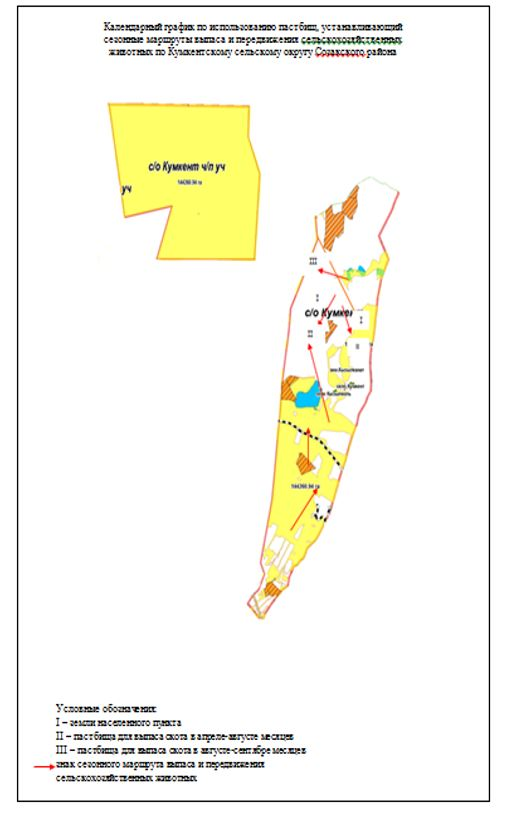 Календарный график по использованию пастбищ, устанавливающий
сезонные маршруты выпаса и передвижения сельскохозяйственных
животных по Кумкентскому сельскому округу Созакского района
с/о Кумкент ч/п уч
уч
III
I
с/о Кумкен
I
II
II
Условные обозначения:
I – земли населенного пункта
II – пастбища для выпаса скота в апреле-августе месяцев
III – пастбища для выпаса скота в августе-сентябре месяцев
знак сезонного маршрута выпаса и передвижения
сельскохозяйственных животных